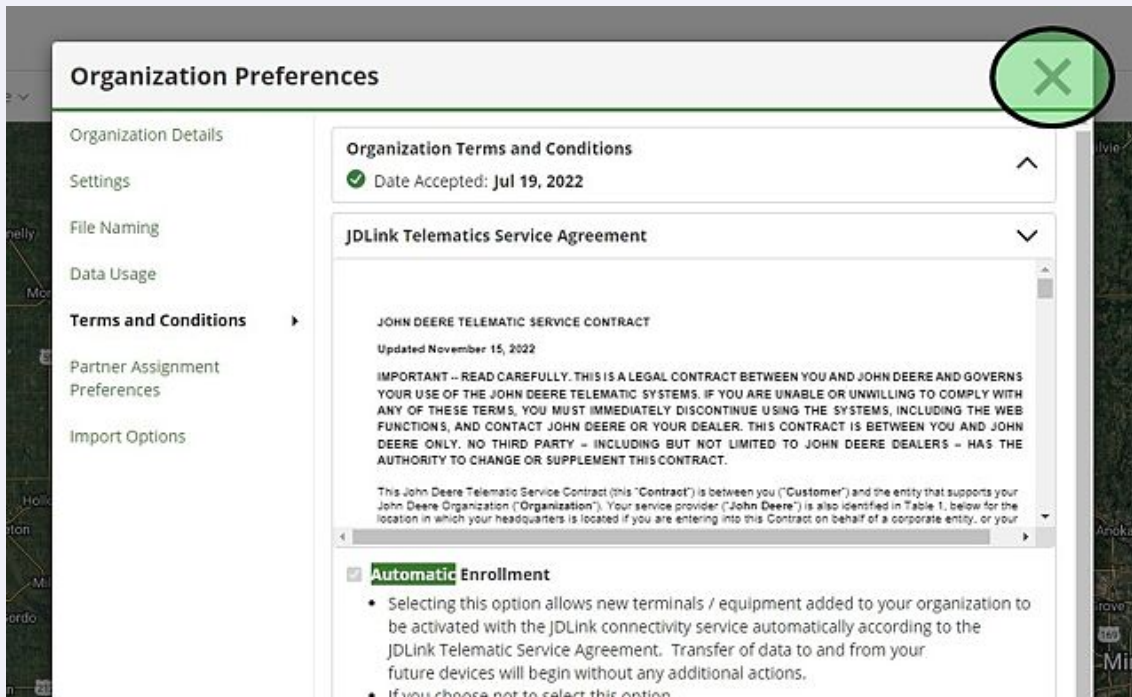 Organization Preferences
Organization Details
Settings
File Naming
Data Usage
Terms and Conditions
Partner Assignment
Preferences
Import Options
Organization Terms and Conditions
Date Accepted: Jul 19, 2022
JDLink Telematics Service Agreement
JOHN DEERE TELEMATIC SERVICE CONTRACT
Updated November 15, 2022
IMPORTANT -- READ CAREFULLY. THIS IS A LEGAL CONTRACT BETWEEN YOU AND JOHN DEERE AND GOVERNS
YOUR USE OF THE JOHN DEERE TELEMATIC SYSTEMS. IF YOU ARE UNABLE OR UNWILLING TO COMPLY WITH
ANY OF THESE TERMS, YOU MUST IMMEDIATELY DISCONTINUE USING THE SYSTEMS, INCLUDING THE WEB
FUNCTIONS, AND CONTACT JOHN DEERE OR YOUR DEALER. THIS CONTRACT IS BETWEEN YOU AND JOHN
DEERE ONLY. NO THIRD PARTY – INCLUDING BUT NOT LIMITED TO JOHN DEERE DEALERS – HAS THE
AUTHORITY TO CHANGE OR SUPPLEMENT THIS CONTRACT.
This John Deere Telematic Service Contract (this "Contract") is between you ("Customer") and the entity that supports your
John Deere Organization ("Organization"). Your service provider ("John Deere") is also identified in Table 1, below for the
location in which your headquarters is located if you are entering into this Contract on behalf of a corporate entity, or your
Automatic Enrollment
• Selecting this option allows new terminals / equipment added to your organization to
be activated with the JDLink connectivity service automatically according to the
JDLink Telematic Service Agreement. Transfer of data to and from your
future devices will begin without any additional actions.
• If you choose not to select this option
169